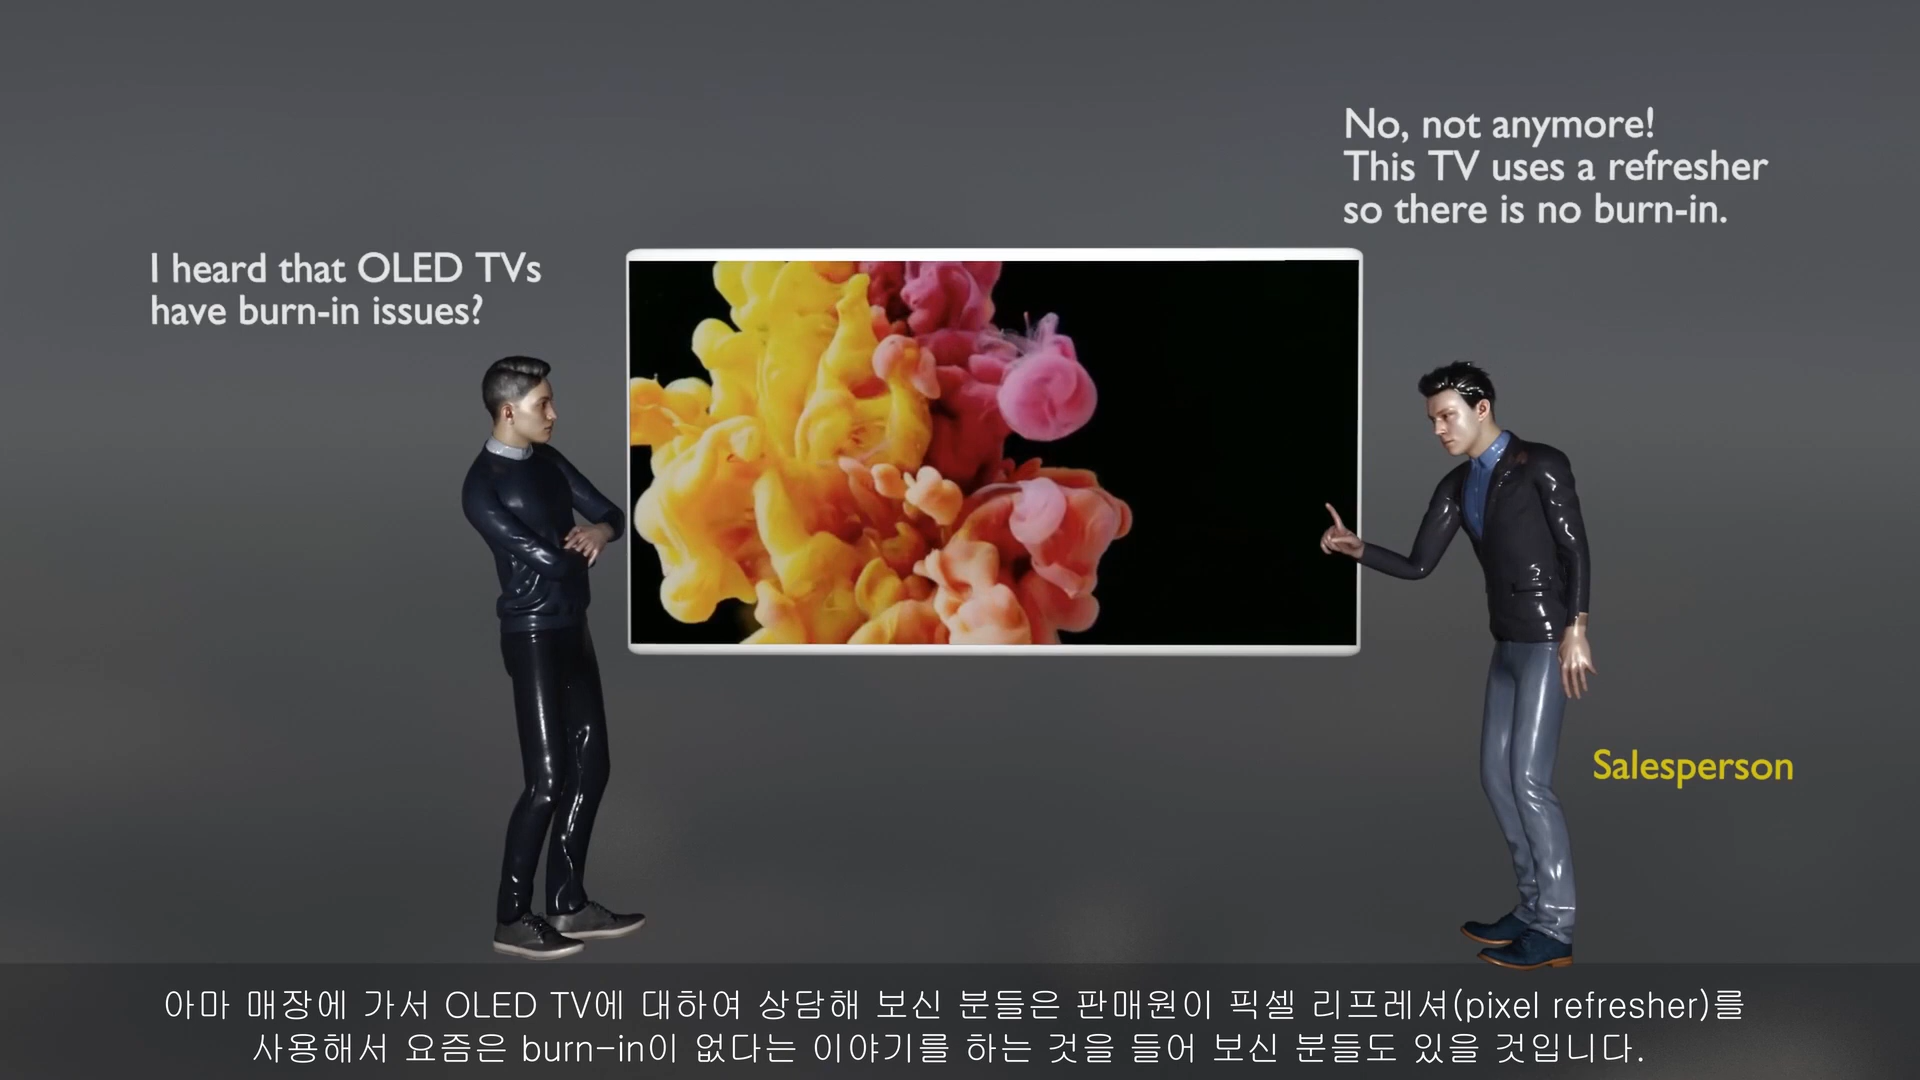 I heard that OLED TVs
have burn-in issues?
No, not anymore!
This TV uses a refresher
so there is no burn-in.
Salesperson
아마 매장에 가서 OLED TV에 대하여 상담해 보신 분들은 판매원이 픽셀 리프레셔(pixel refresher)를
사용해서 요즘은 burn-in이 없다는 이야기를 하는 것을 들어 보신 분들도 있을 것입니다.